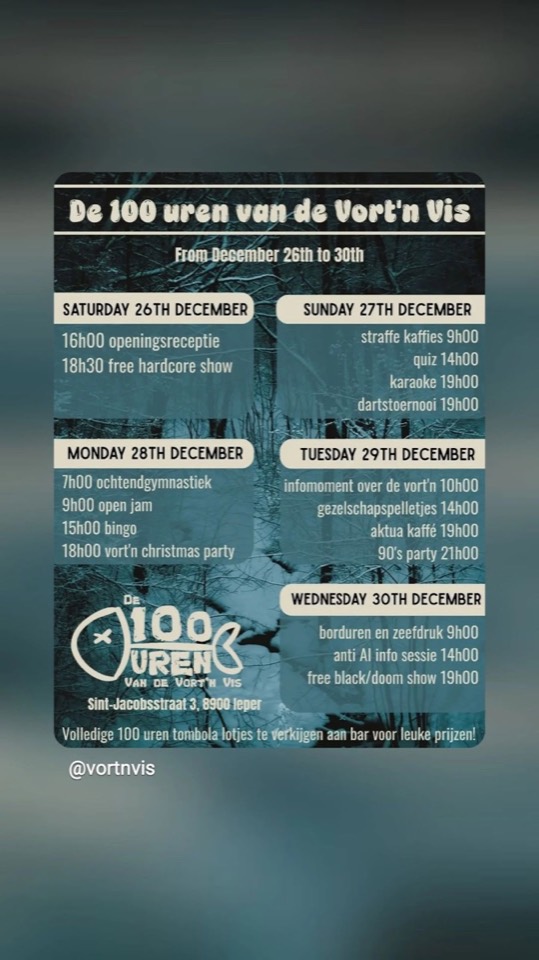 De 100 uren van de Vort'n Vis
From December 26th to 30th
SATURDAY 26TH DECEMBER
16h00 openingsreceptie
18h30 free hardcore show
SUNDAY 27TH DECEMBER
straffe kaffies 9h00
quiz 14h00
karaoke 19h00
dartstoernooi 19h00
MONDAY 28TH DECEMBER
7h00 ochtendgymnastiek
9h00 open jam
15h00 bingo
18h00 vort'n christmas party
TUESDAY 29TH DECEMBER
infomoment over de vort'n 10h00
gezelschapspelletjes 14h00
aktua kaffé 19h00
90's party 21h00
WEDNESDAY 30TH DECEMBER
borduren en zeefdruk 9h00
anti AI info sessie 14h00
free black/doom show 19h00
De
100
UREN
VAN DE VORT'N VIS
Sint-Jacobsstraat 3, 8900 Ieper
Volledige 100 uren tombola lotjes te verkijgen aan bar voor leuke prijzen!
@vortnvis